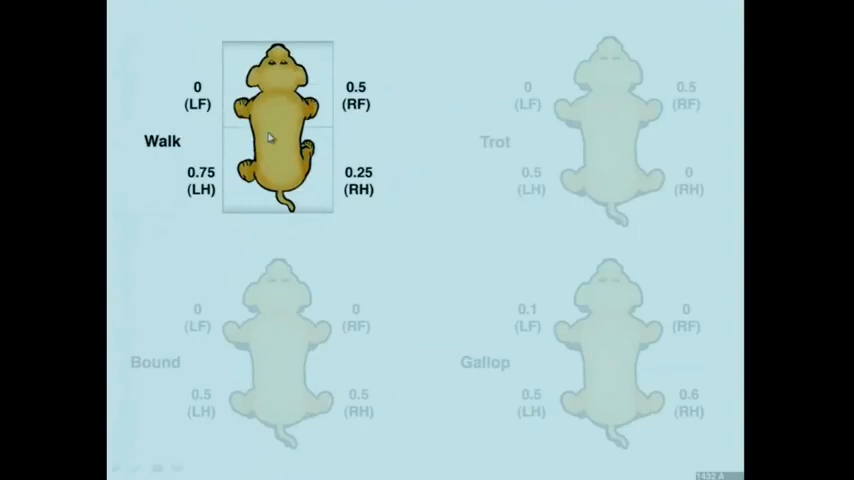 0
(LF)
0.5
(RF)
Walk
0.75
(LH)
0.25
(RH)
0
(LF)
0.5
(RF)
Trot
0.5
(LH)
0
(RH)
0
(LF)
0
(RF)
Bound
0.5
(LH)
0.5
(RH)
0.1
(LF)
0
(RF)
Gallop
0.5
(LH)
0.6
(RH)
1432 A